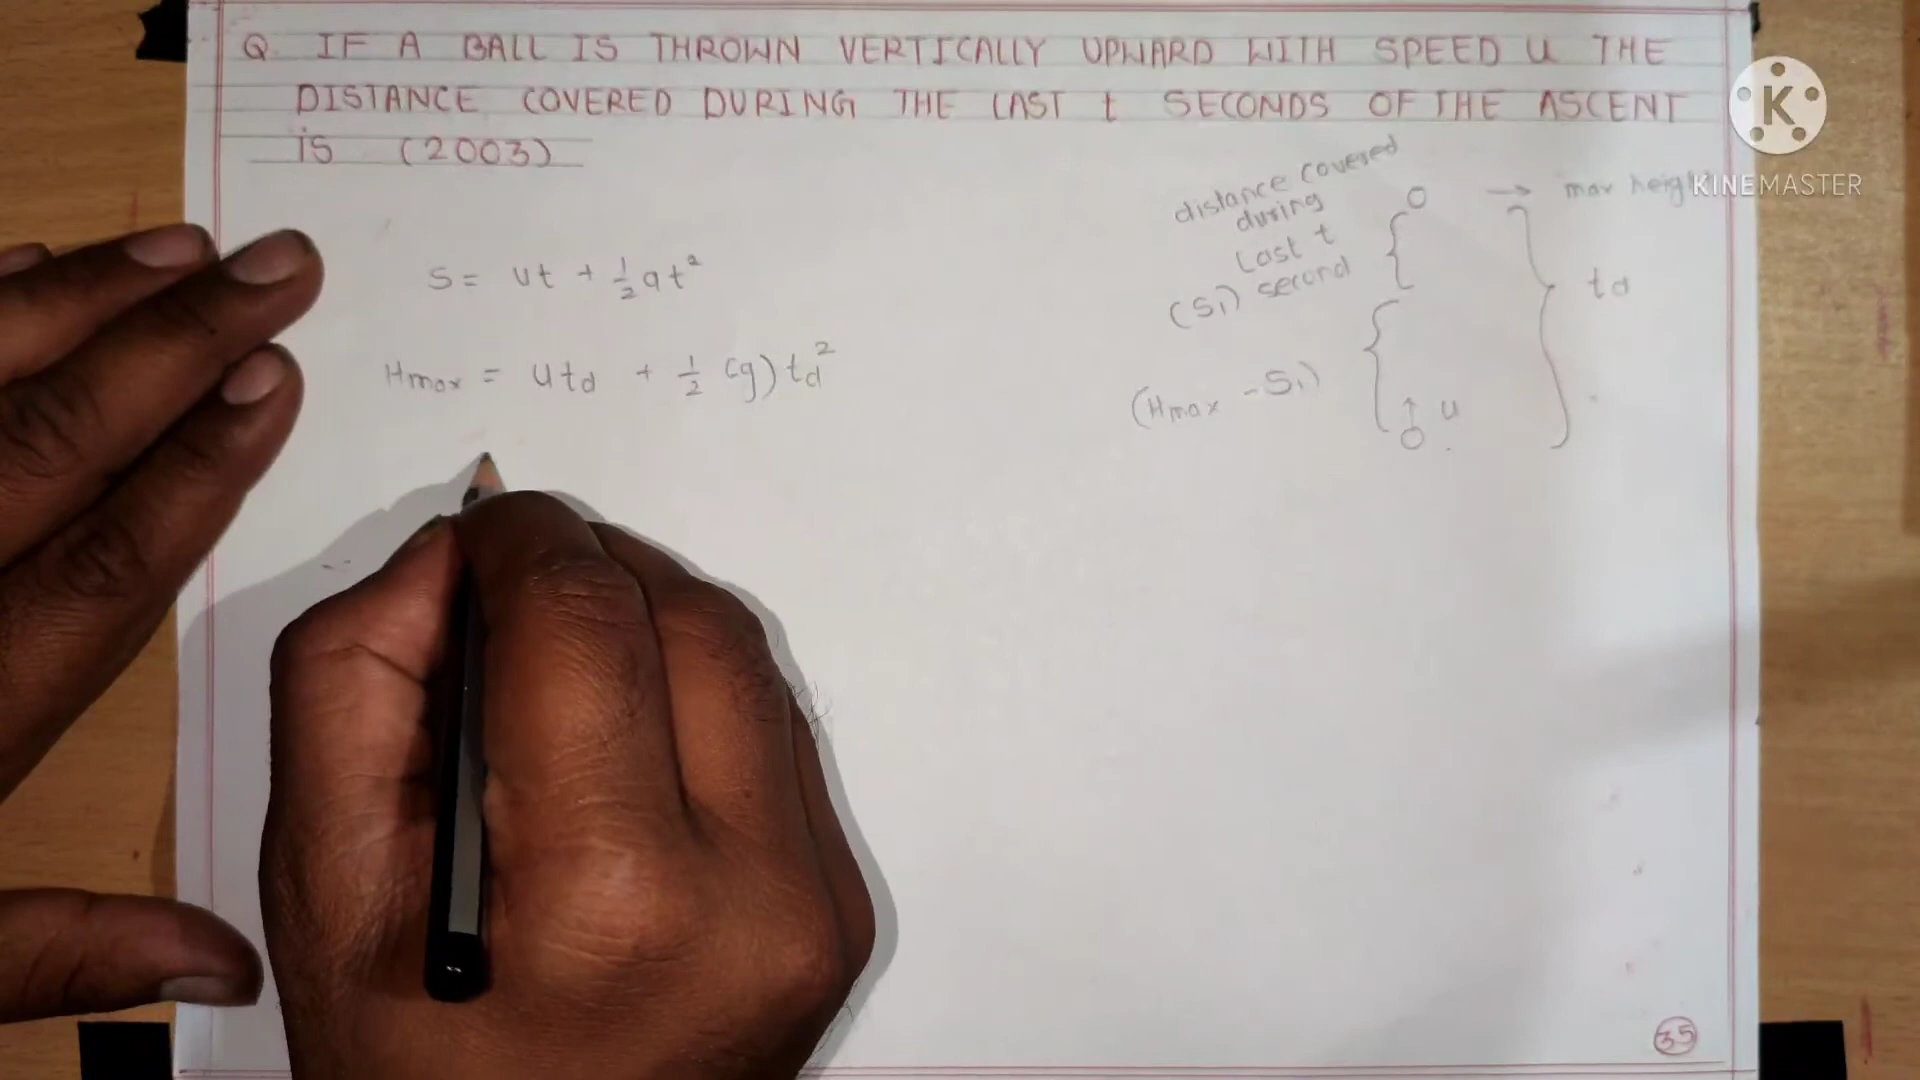 Q. IF A BALL IS THROWN VERTICALLY UPWARD WITH SPEED U THE
DISTANCE COVERED DURING THE LAST t SECONDS OF THE ASCENT
is (2003)
K
KINEMASTER
distance covered
during
Last t
(S₁) second
O → max heig
S = ut + 1/2 at²
td
Hmax = utd + 1/2 (g) td²
(Hmax - S₁)
↑ u
O
35